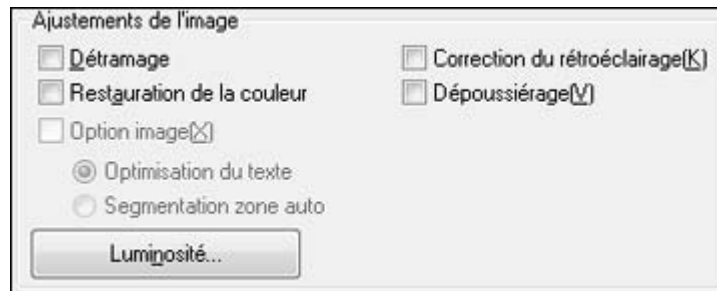 Ajustements de l'image
Détramage
Correction du rétroéclairage(K)
Restauration de la couleur
Dépoussiérage(V)
Option image(X)
Optimisation du texte
Segmentation zone auto
Luminosité...